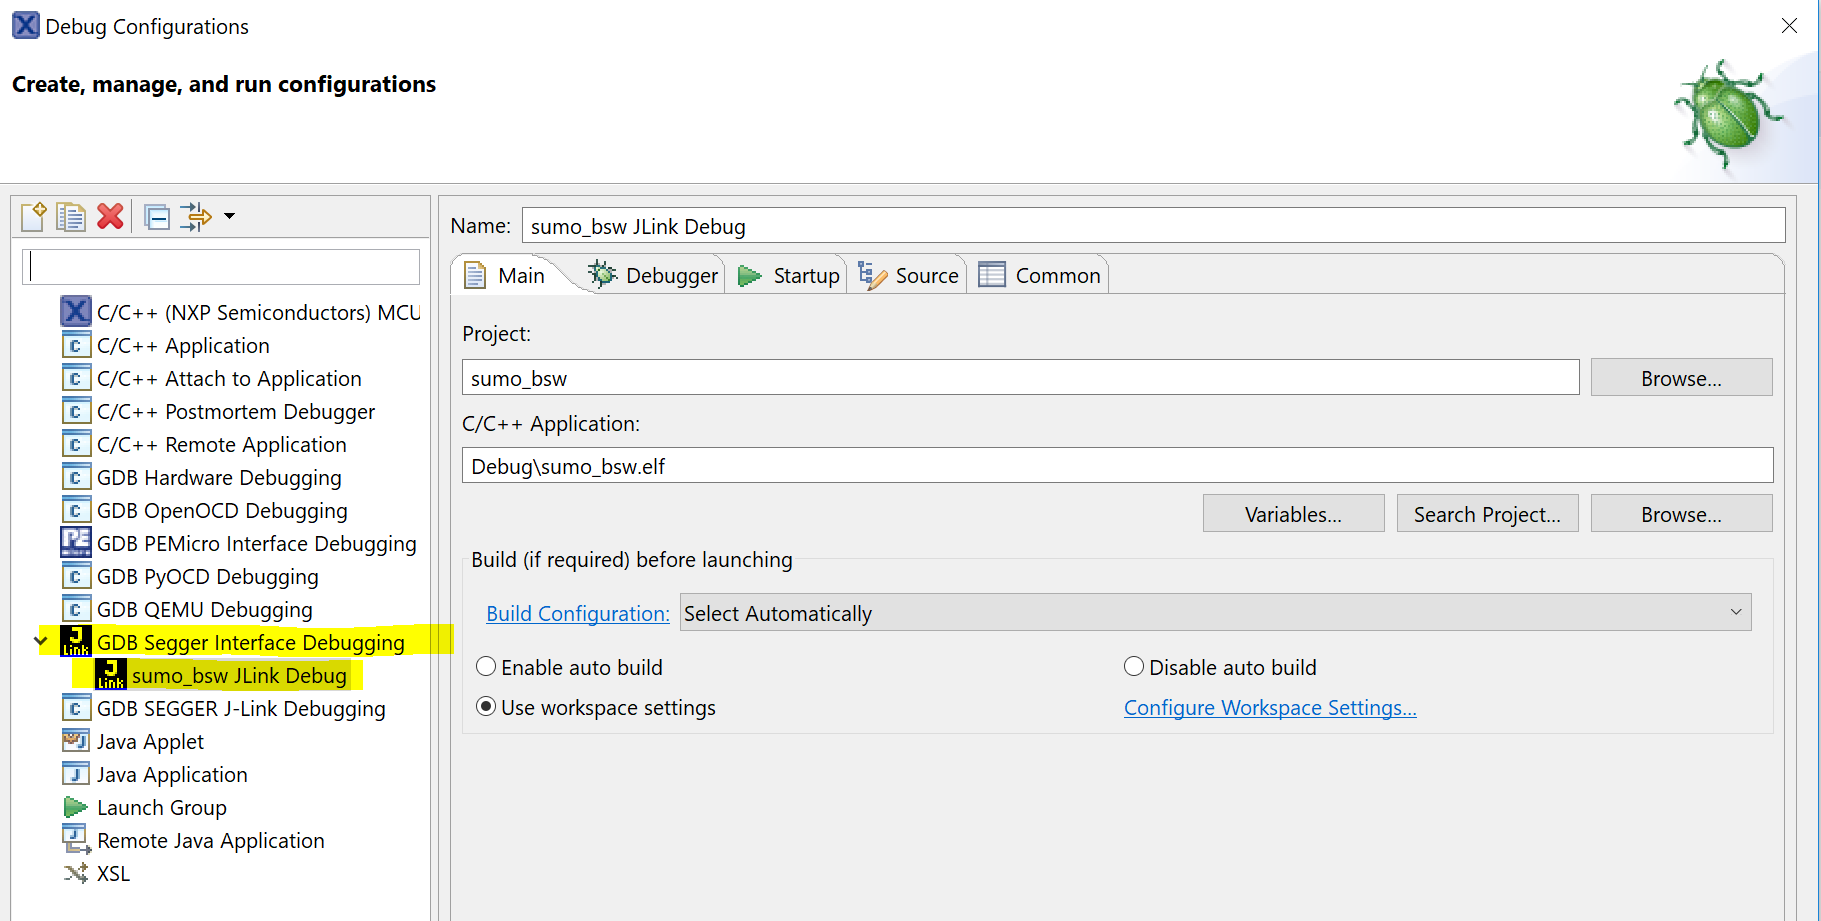 Debug Configurations
Create, manage, and run configurations
Name: sumo_bsw JLink Debug
Main Debugger Startup Source Common
C/C++ (NXP Semiconductors) MCU
C/C++ Application
C/C++ Attach to Application
C/C++ Postmortem Debugger
C/C++ Remote Application
GDB Hardware Debugging
GDB OpenOCD Debugging
GDB PEMicro Interface Debugging
GDB PyOCD Debugging
GDB QEMU Debugging
GDB Segger Interface Debugging
sumo_bsw JLink Debug
GDB SEGGER J-Link Debugging
Java Applet
Java Application
Launch Group
Remote Java Application
XSL
Project:
sumo_bsw Browse...
C/C++ Application:
Debug\sumo_bsw.elf
Variables... Search Project... Browse...
Build (if required) before launching
Build Configuration: Select Automatically
Enable auto build Disable auto build
Use workspace settings Configure Workspace Settings...